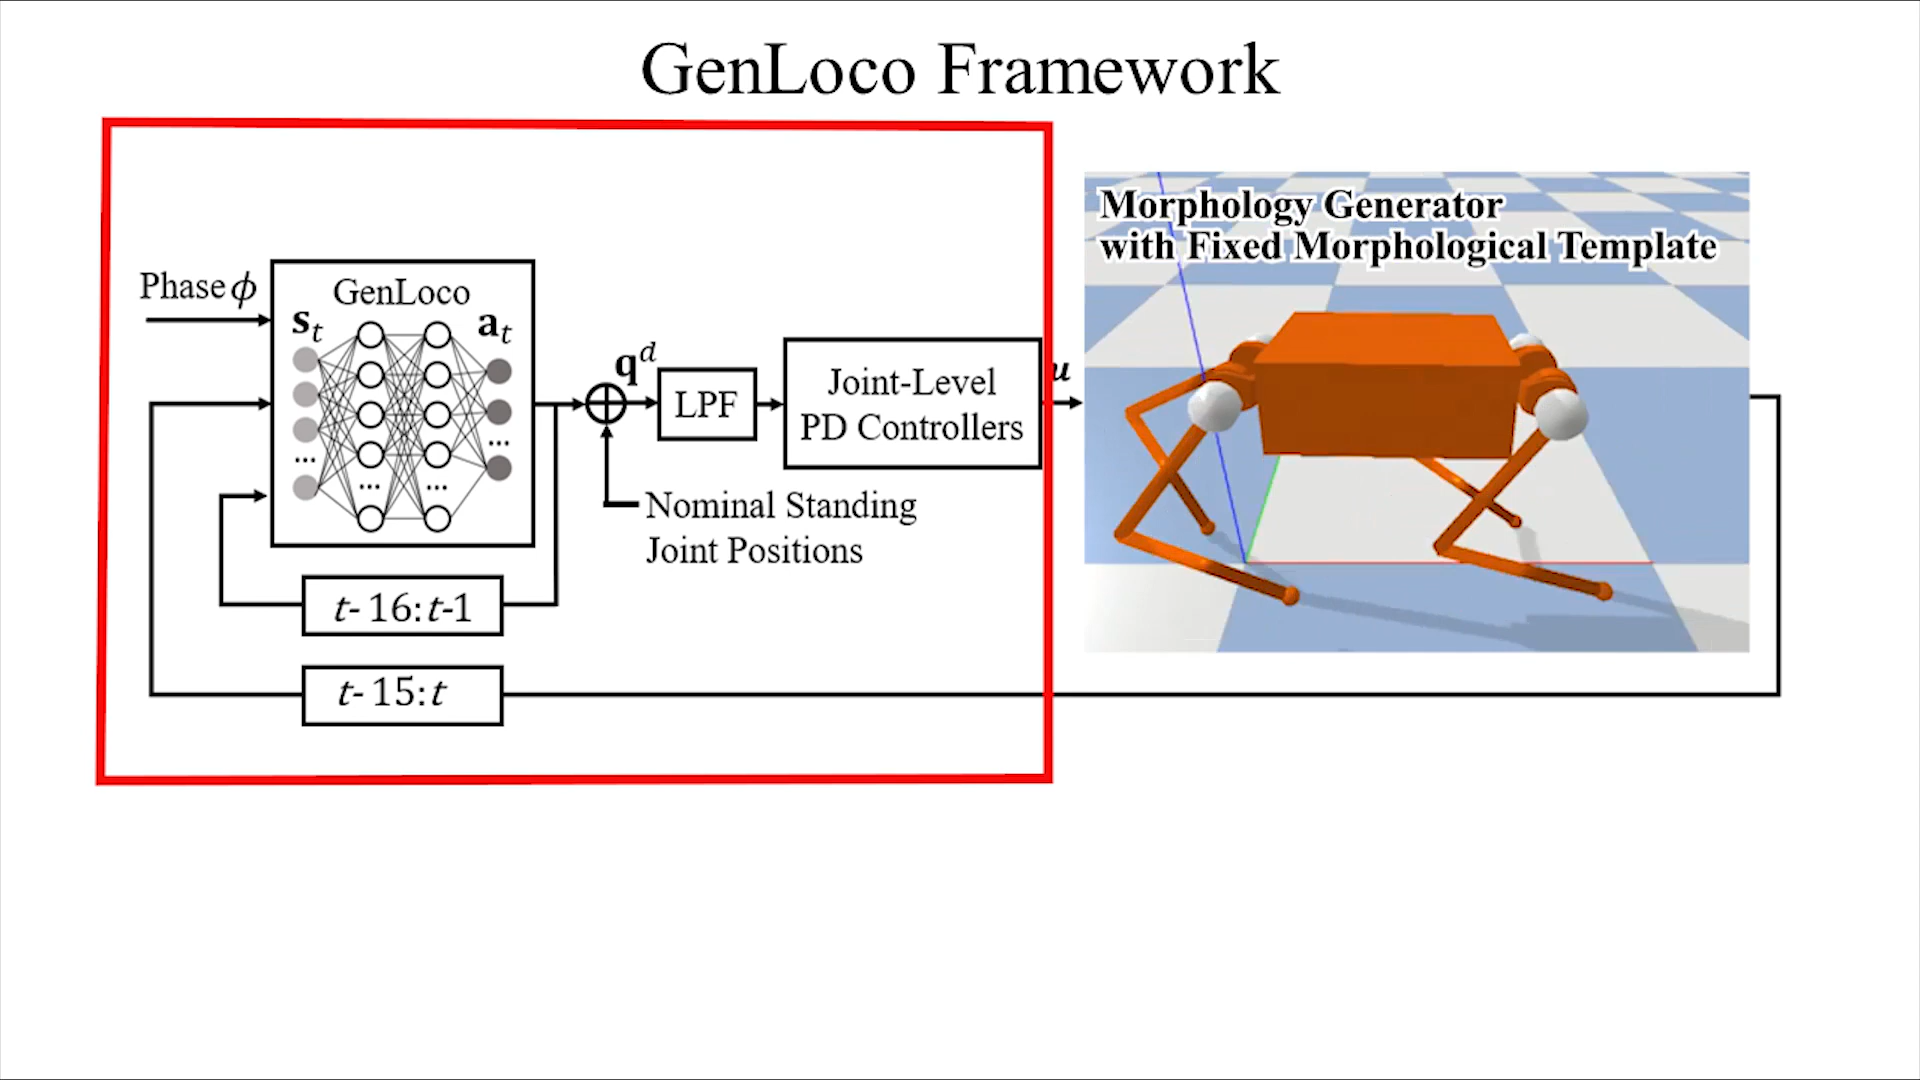 GenLoco Framework
Morphology Generator
with Fixed Morphological Template
Phase ϕ
GenLoco
s_t
a_t
...
...
...
...
q^d
LPF
Joint-Level
PD Controllers
u
Nominal Standing
Joint Positions
t-16:t-1
t-15:t